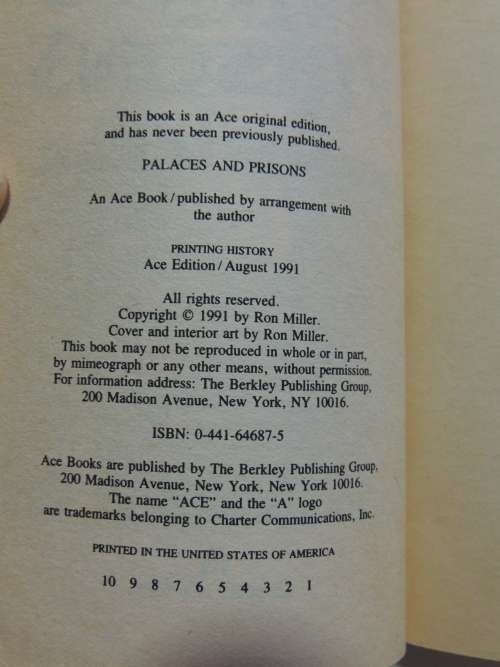 This book is an Ace original edition,
and has never been previously published.
PALACES AND PRISONS
An Ace Book/published by arrangement with
the author
PRINTING HISTORY
Ace Edition/August 1991
All rights reserved.
Copyright © 1991 by Ron Miller.
Cover and interior art by Ron Miller.
This book may not be reproduced in whole or in part,
by mimeograph or any other means, without permission.
For information address: The Berkley Publishing Group,
200 Madison Avenue, New York, NY 10016.
ISBN: 0-441-64687-5
Ace Books are published by The Berkley Publishing Group,
200 Madison Avenue, New York, New York 10016.
The name "ACE" and the "A" logo
are trademarks belonging to Charter Communications, Inc.
PRINTED IN THE UNITED STATES OF AMERICA
10 9 8 7 6 5 4 3 2 1